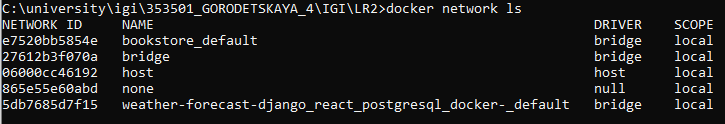 C:\university\igi\353501_GORODETSKAYA_4\IGI\LR2>docker network ls
NETWORK ID NAME DRIVER SCOPE
e7520bb5854e bookstore_default bridge local
27612b3f070a bridge bridge local
06000cc46192 host host local
865e55e60abd none null local
5db7685d7f15 weather-forecast-django_react_postgresql_docker-_default bridge local